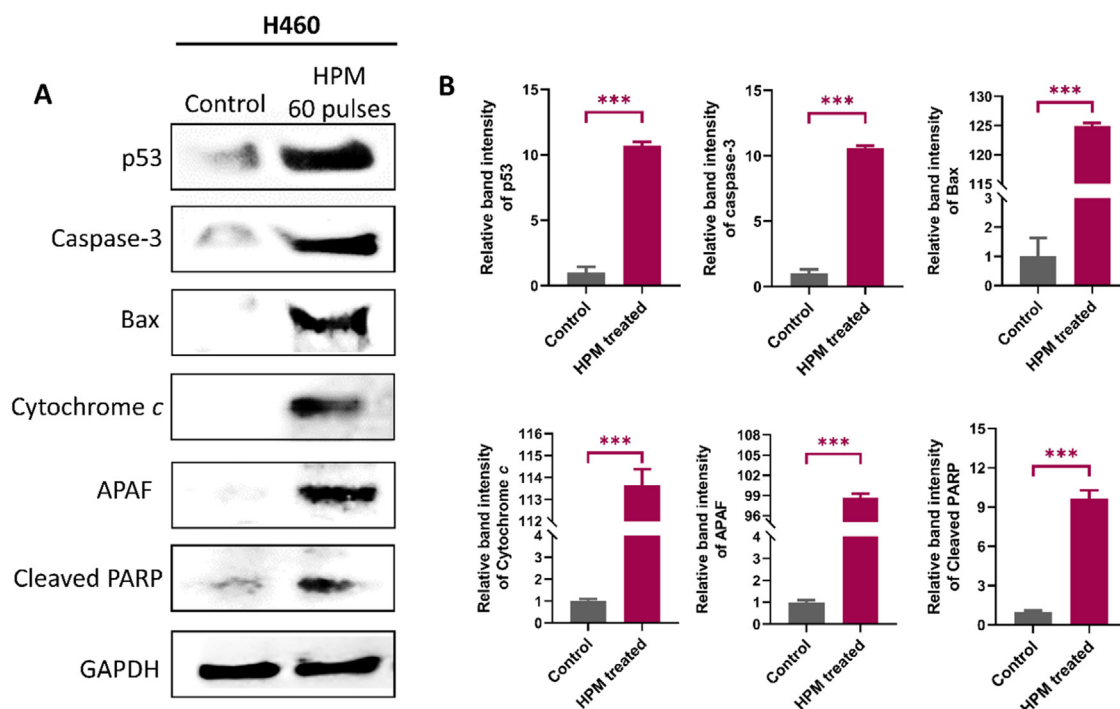 H460
A
Control
HPM
60 pulses
p53
Caspase-3
Bax
Cytochrome c
APAF
Cleaved PARP
GAPDH
B
Relative band intensity
of p53
15
10
5
0
***
Control
HPM treated
Relative band intensity
of caspase-3
15
10
5
0
***
Control
HPM treated
Relative band intensity
of Bax
130
125
120
115
3
2
1
0
***
Control
HPM treated
Relative band intensity
of Cytochrome c
116
115
114
113
112
4
3
2
1
0
***
Control
HPM treated
Relative band intensity
of APAF
108
105
102
99
96
4
3
2
1
0
***
Control
HPM treated
Relative band intensity
of Cleaved PARP
15
12
9
6
3
0
***
Control
HPM treated